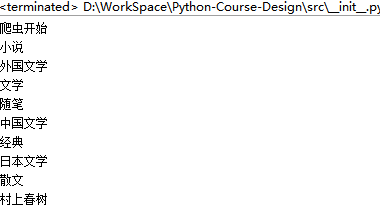 <terminated> D:\WorkSpace\Python-Course-Design\src\__init__.py
爬虫开始
小说
外国文学
文学
随笔
中国文学
经典
日本文学
散文
村上春树